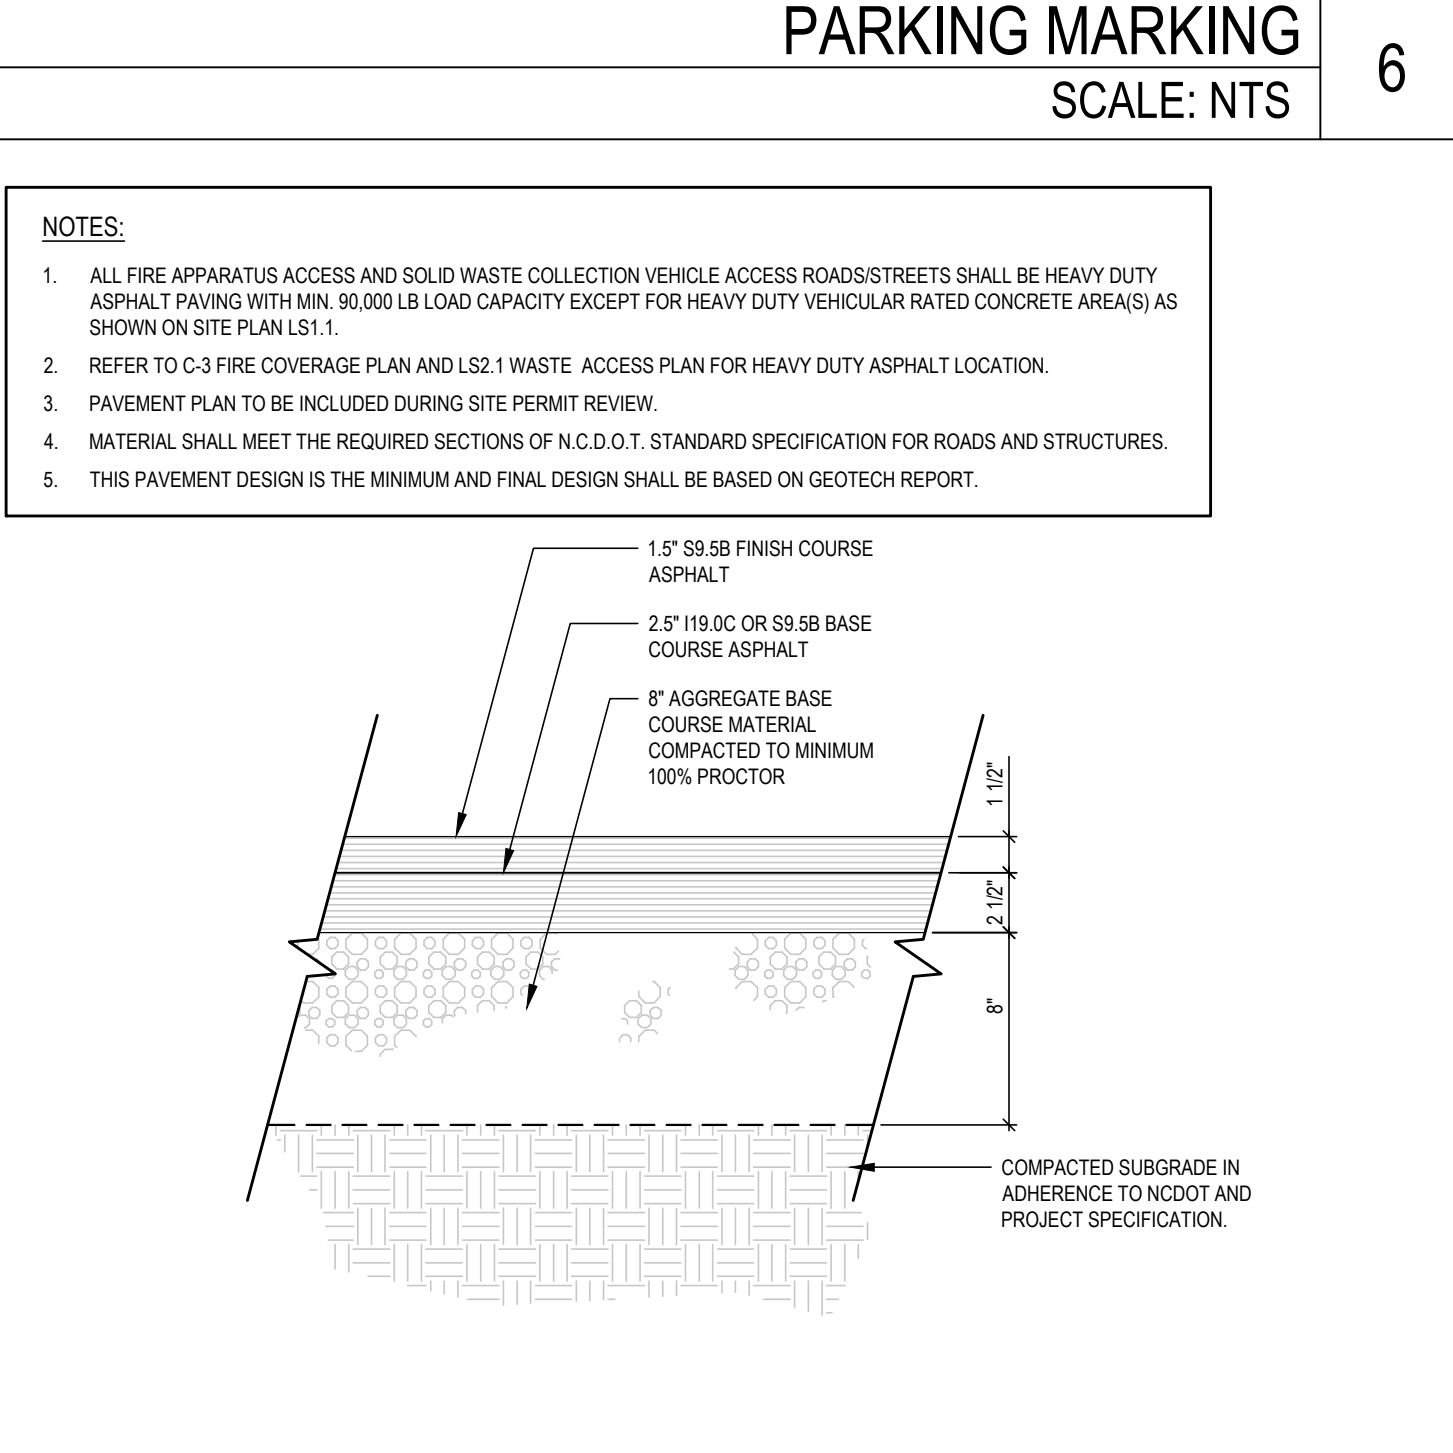 PARKING MARKING
6
SCALE: NTS
NOTES:
1. ALL FIRE APPARATUS ACCESS AND SOLID WASTE COLLECTION VEHICLE ACCESS ROADS/STREETS SHALL BE HEAVY DUTY
ASPHALT PAVING WITH MIN. 90,000 LB LOAD CAPACITY EXCEPT FOR HEAVY DUTY VEHICULAR RATED CONCRETE AREA(S) AS
SHOWN ON SITE PLAN LS1.1.
2. REFER TO C-3 FIRE COVERAGE PLAN AND LS2.1 WASTE ACCESS PLAN FOR HEAVY DUTY ASPHALT LOCATION.
3. PAVEMENT PLAN TO BE INCLUDED DURING SITE PERMIT REVIEW.
4. MATERIAL SHALL MEET THE REQUIRED SECTIONS OF N.C.D.O.T. STANDARD SPECIFICATION FOR ROADS AND STRUCTURES.
5. THIS PAVEMENT DESIGN IS THE MINIMUM AND FINAL DESIGN SHALL BE BASED ON GEOTECH REPORT.
1.5" S9.5B FINISH COURSE
ASPHALT
2.5" I19.0C OR S9.5B BASE
COURSE ASPHALT
8" AGGREGATE BASE
COURSE MATERIAL
COMPACTED TO MINIMUM
100% PROCTOR
1 1/2"
2 1/2"
8"
COMPACTED SUBGRADE IN
ADHERENCE TO NCDOT AND
PROJECT SPECIFICATION.